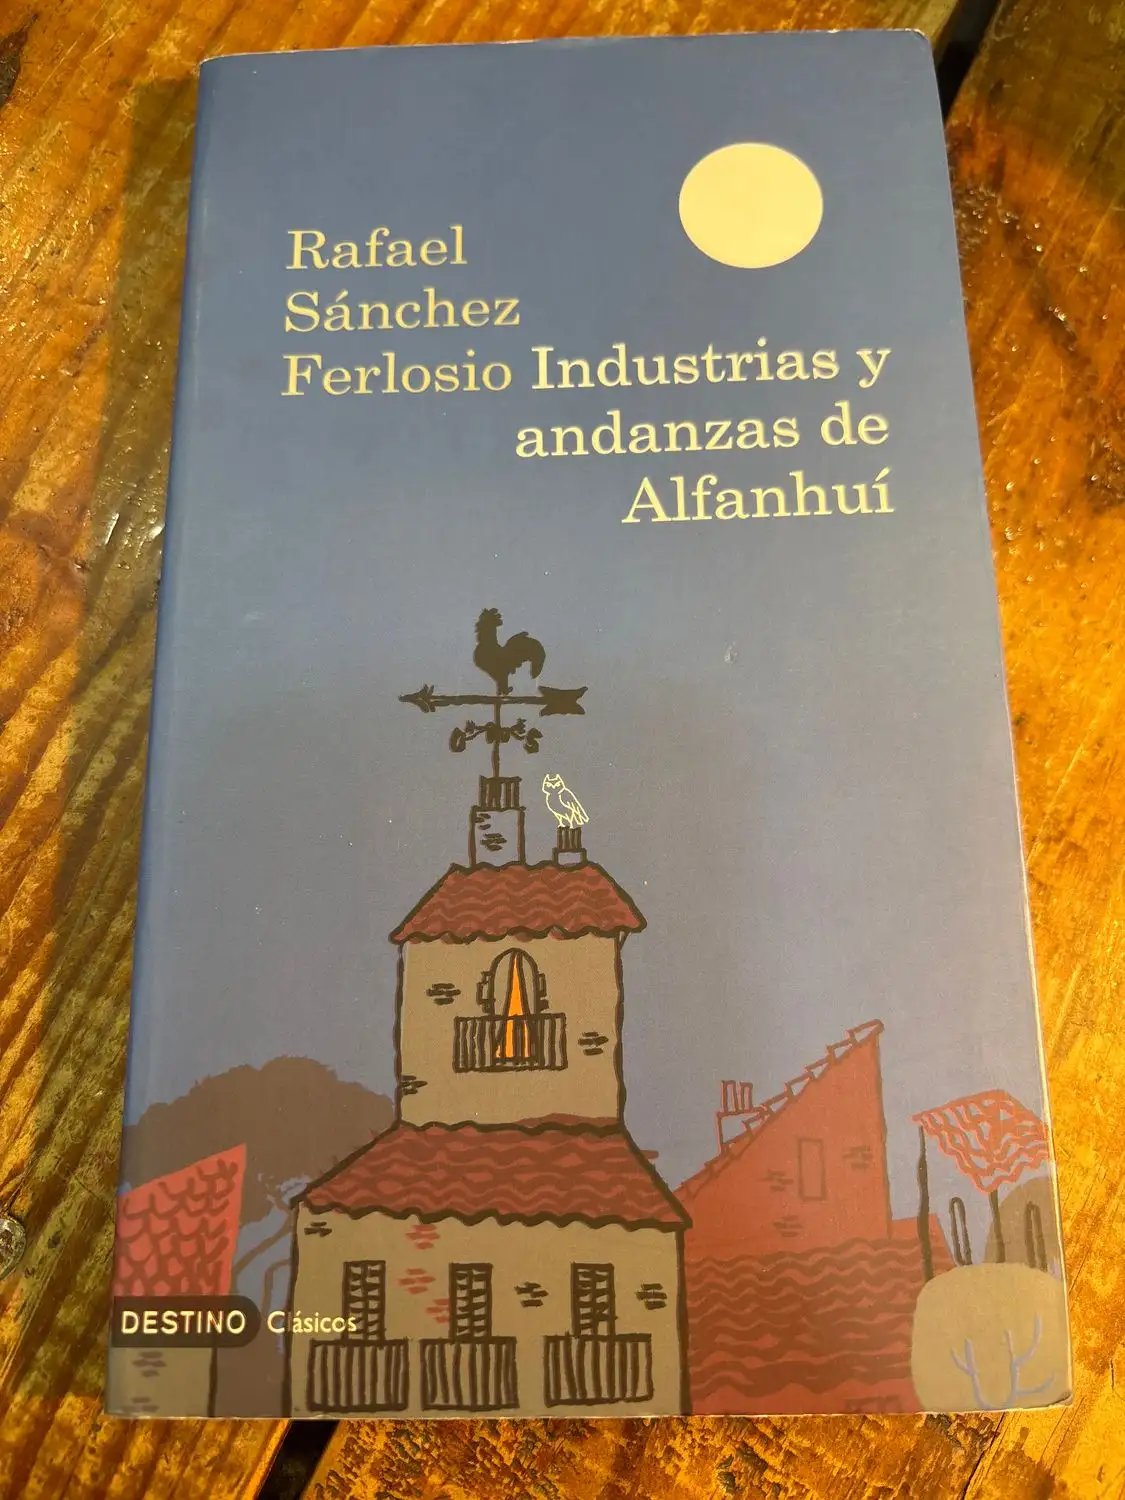 Rafael
Sánchez
Ferlosio Industrias y
andanzas de
Alfanhuí
O S
DESTINO Clásicos